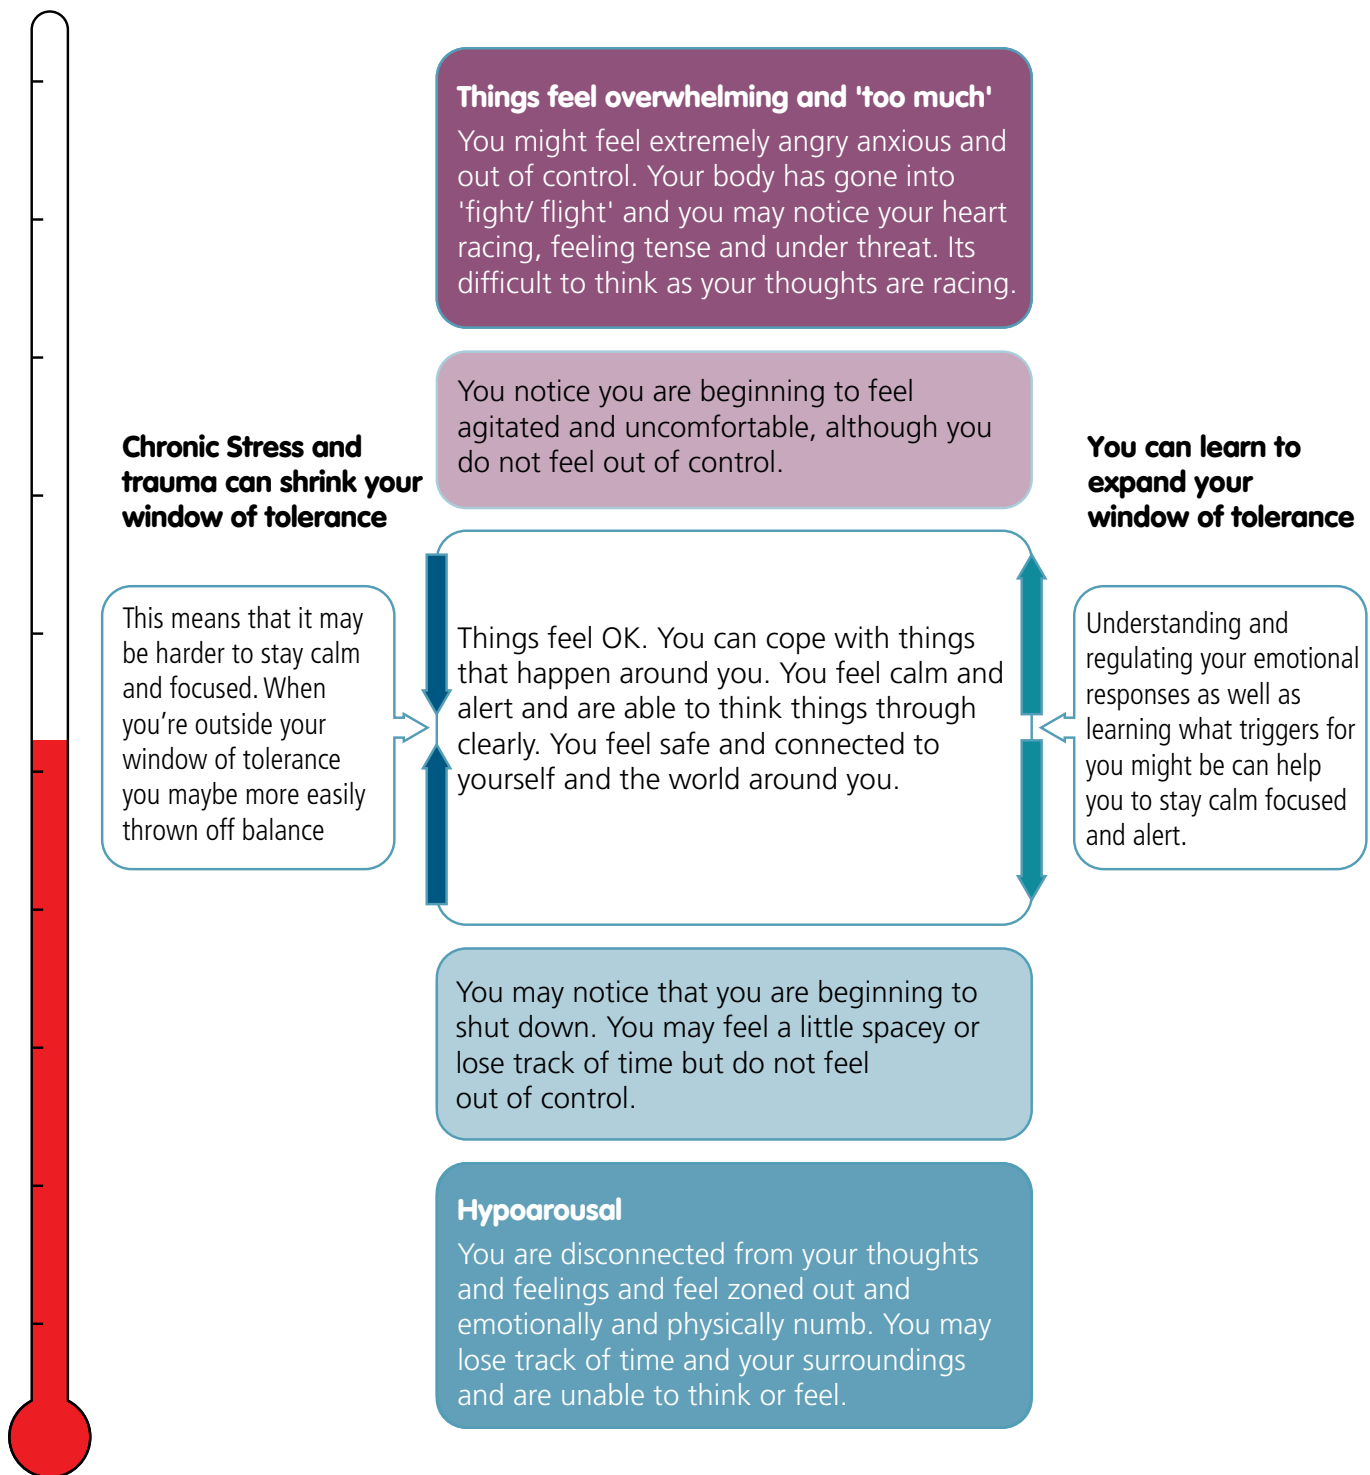 Things feel overwhelming and 'too much'
You might feel extremely angry anxious and
out of control. Your body has gone into
'fight/ flight' and you may notice your heart
racing, feeling tense and under threat. Its
difficult to think as your thoughts are racing.
You notice you are beginning to feel
agitated and uncomfortable, although you
do not feel out of control.
Chronic Stress and
trauma can shrink your
window of tolerance
This means that it may
be harder to stay calm
and focused. When
you're outside your
window of tolerance
you maybe more easily
thrown off balance
Things feel OK. You can cope with things
that happen around you. You feel calm and
alert and are able to think things through
clearly. You feel safe and connected to
yourself and the world around you.
You can learn to
expand your
window of tolerance
Understanding and
regulating your emotional
responses as well as
learning what triggers for
you might be can help
you to stay calm focused
and alert.
You may notice that you are beginning to
shut down. You may feel a little spacey or
lose track of time but do not feel
out of control.
Hypoarousal
You are disconnected from your thoughts
and feelings and feel zoned out and
emotionally and physically numb. You may
lose track of time and your surroundings
and are unable to think or feel.